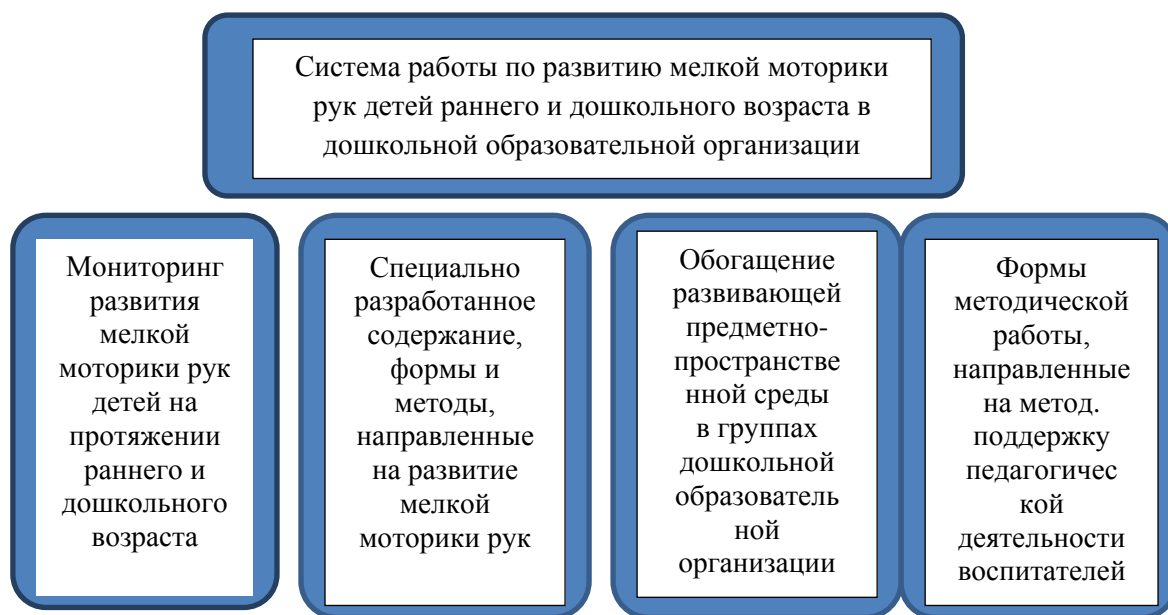 Система работы по развитию мелкой моторики
рук детей раннего и дошкольного возраста в
дошкольной образовательной организации
Мониторинг
развития
мелкой
моторики рук
детей на
протяжении
раннего и
дошкольного
возраста
Специально
разработанное
содержание,
формы и
методы,
направленные
на развитие
мелкой
моторики рук
Обогащение
развивающей
предметно-
пространстве
нной среды
в группах
дошкольной
образователь
ной
организации
Формы
методической
работы,
направленные
на метод.
поддержку
педагогичес
кой
деятельности
воспитателей